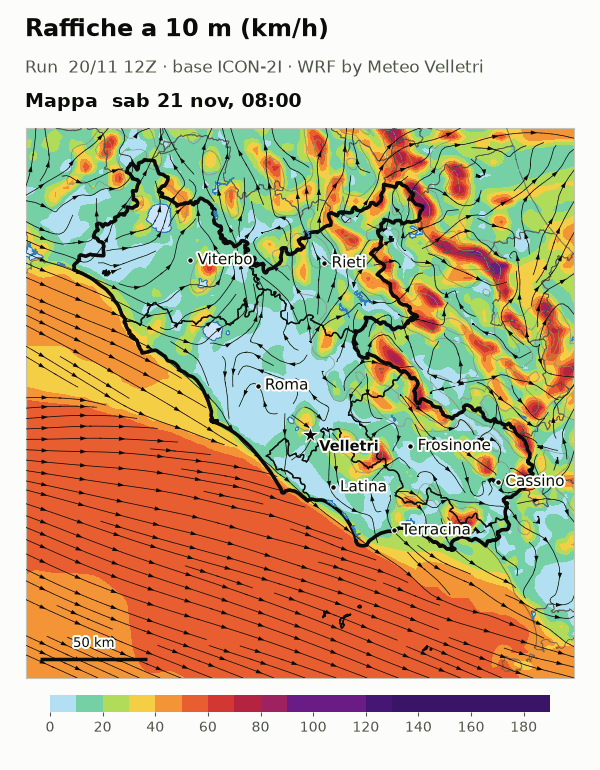 Raffiche a 10 m (km/h)
Run 20/11 12Z · base ICON-2I · WRF by Meteo Velletri
Mappa sab 21 nov, 08:00
Viterbo
Rieti
Roma
Velletri
Frosinone
Latina
Cassino
Terracina
50 km
0 20 40 60 80 100 120 140 160 180